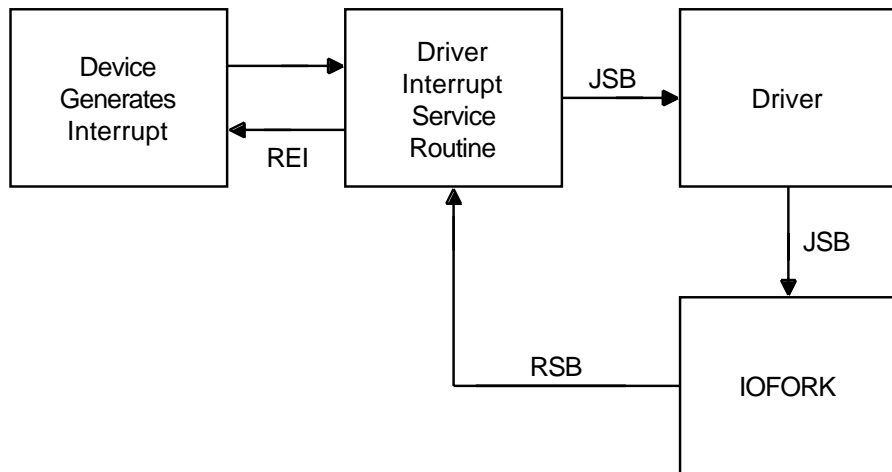 Device
Generates
Interrupt
REI
Driver
Interrupt
Service
Routine
JSB
Driver
JSB
RSB
IOFORK